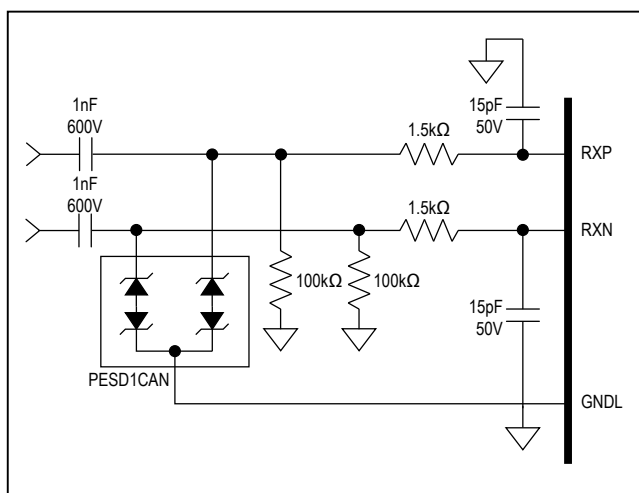 1nF
600V
15pF
50V
1.5kΩ
RXP
1nF
600V
1.5kΩ
RXN
100kΩ
100kΩ
15pF
50V
PESD1CAN
GNDL